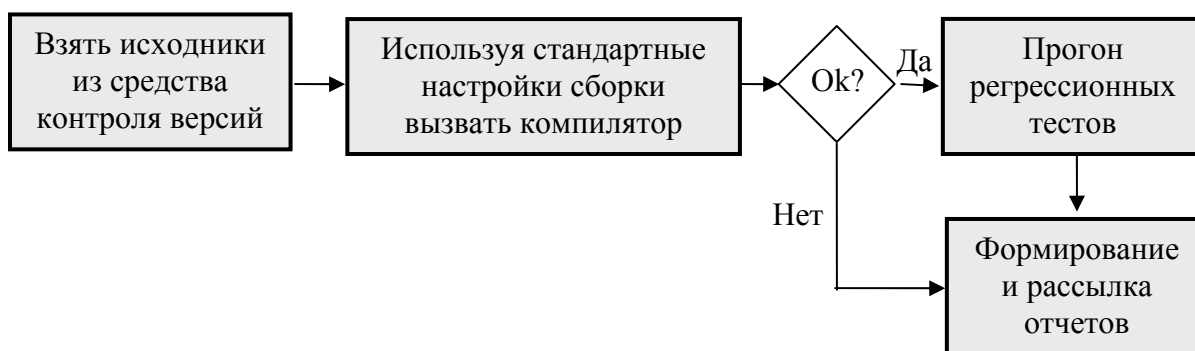 Взять исходники
из средства
контроля версий
Используя стандартные
настройки сборки
вызвать компилятор
Ok?
Да
Прогон
регрессионных
тестов
Нет
Формирование
и рассылка
отчетов